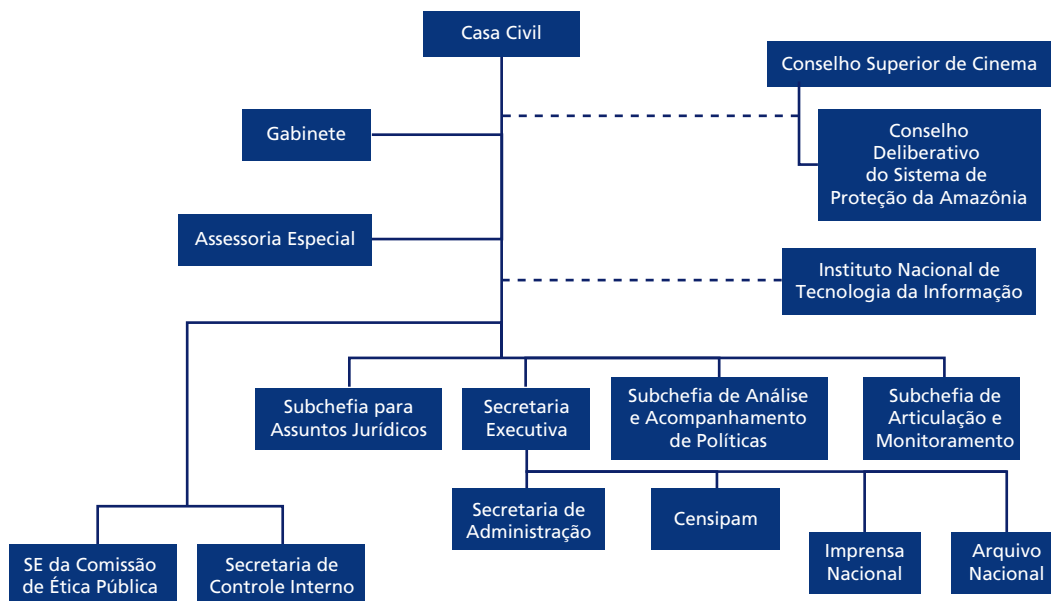 Casa Civil
Conselho Superior de Cinema
Gabinete
Conselho
Deliberativo
do Sistema de
Proteção da Amazônia
Assessoria Especial
Instituto Nacional de
Tecnologia da Informação
Subchefia para
Assuntos Jurídicos
Secretaria
Executiva
Subchefia de Análise
e Acompanhamento
de Políticas
Subchefia de
Articulação e
Monitoramento
Secretaria de
Administração
Censipam
Imprensa
Nacional
Arquivo
Nacional
SE da Comissão
de Ética Pública
Secretaria de
Controle Interno